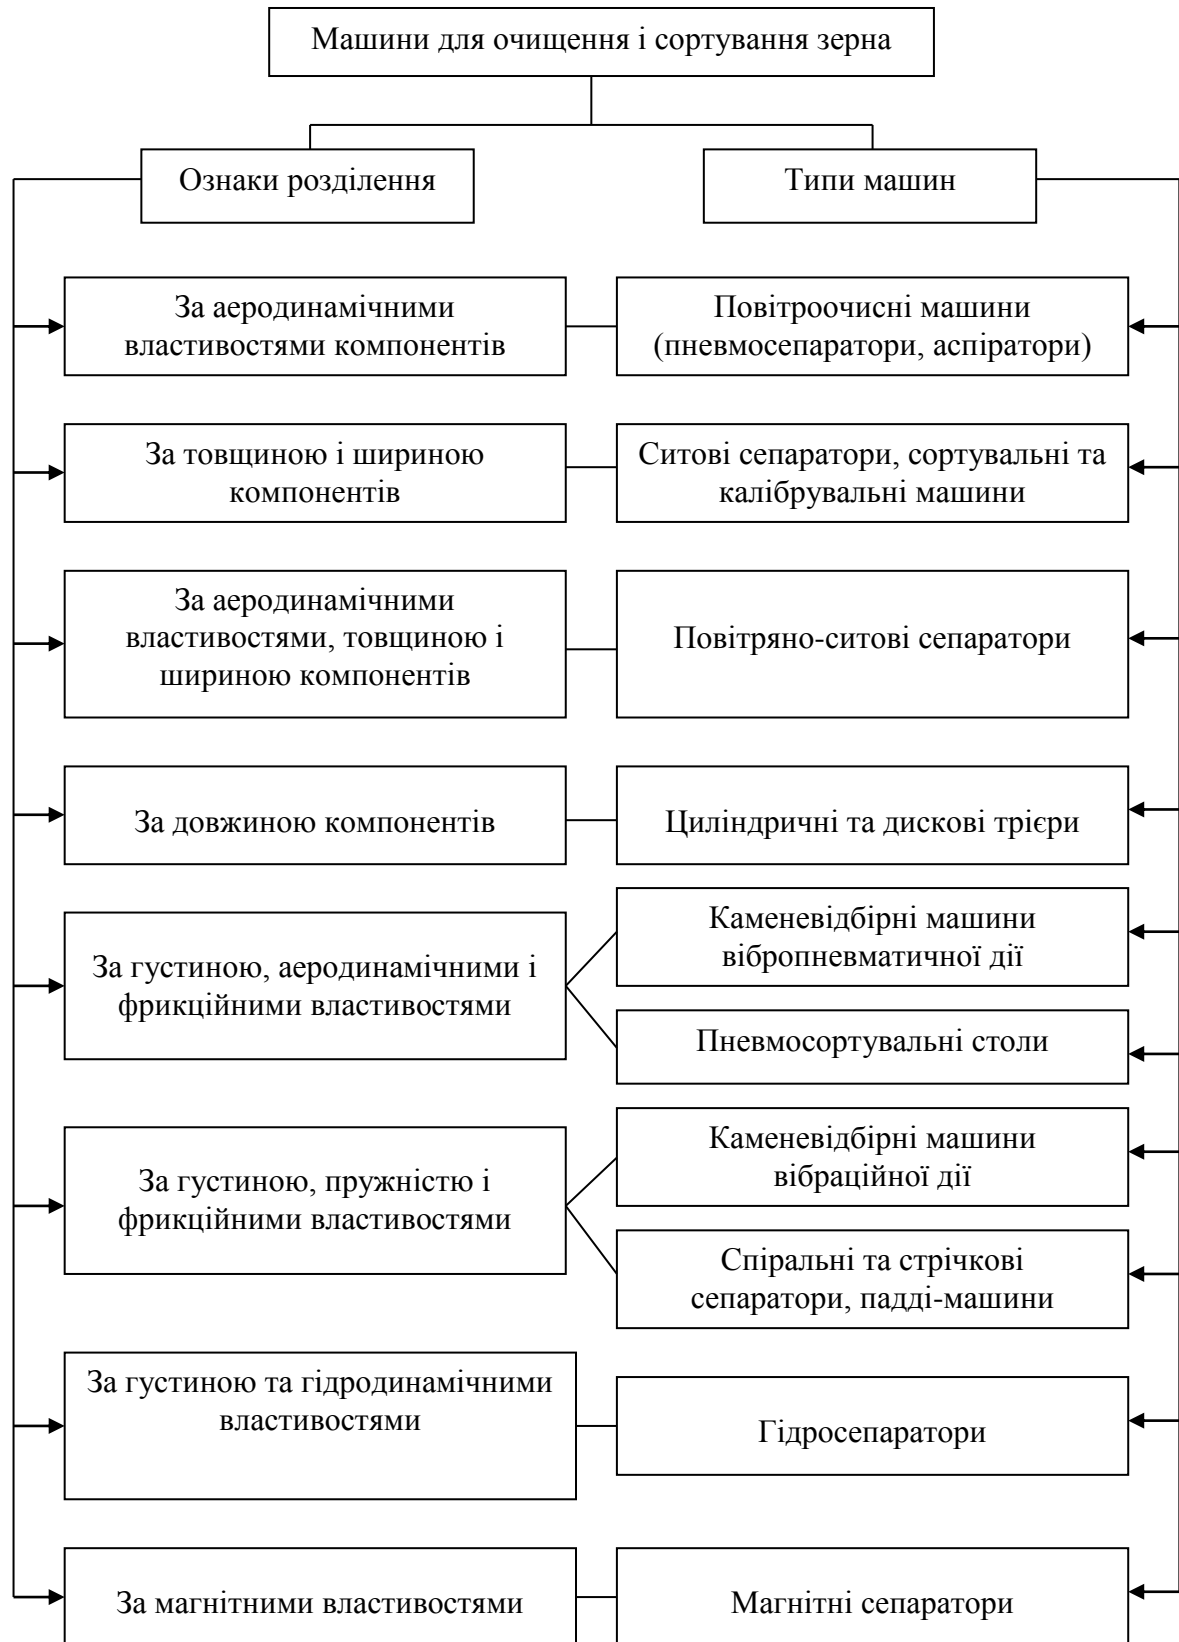 Машини для очищення і сортування зерна
Ознаки розділення
Типи машин
За аеродинамічними
властивостями компонентів
Повітроочисні машини
(пневмосепаратори, аспіратори)
За товщиною і шириною
компонентів
Ситові сепаратори, сортувальні та
калібрувальні машини
За аеродинамічними
властивостями, товщиною і
шириною компонентів
Повітряно-ситові сепаратори
За довжиною компонентів
Циліндричні та дискові трієри
За густиною, аеродинамічними і
фрикційними властивостями
Каменевідбірні машини
вібропневматичної дії
Пневмосортувальні столи
За густиною, пружністю і
фрикційними властивостями
Каменевідбірні машини
вібраційної дії
Спіральні та стрічкові
сепаратори, падді-машини
За густиною та гідродинамічними
властивостями
Гідросепаратори
За магнітними властивостями
Магнітні сепаратори